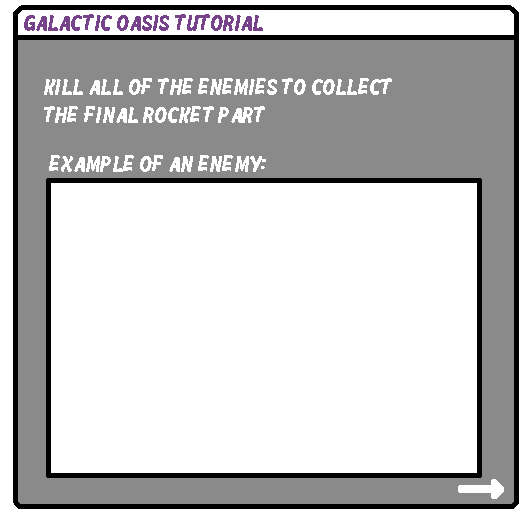 GALACTIC OASIS TUTORIAL
KILL ALL OF THE ENEMIES TO COLLECT
THE FINAL ROCKET PART
EXAMPLE OF AN ENEMY: